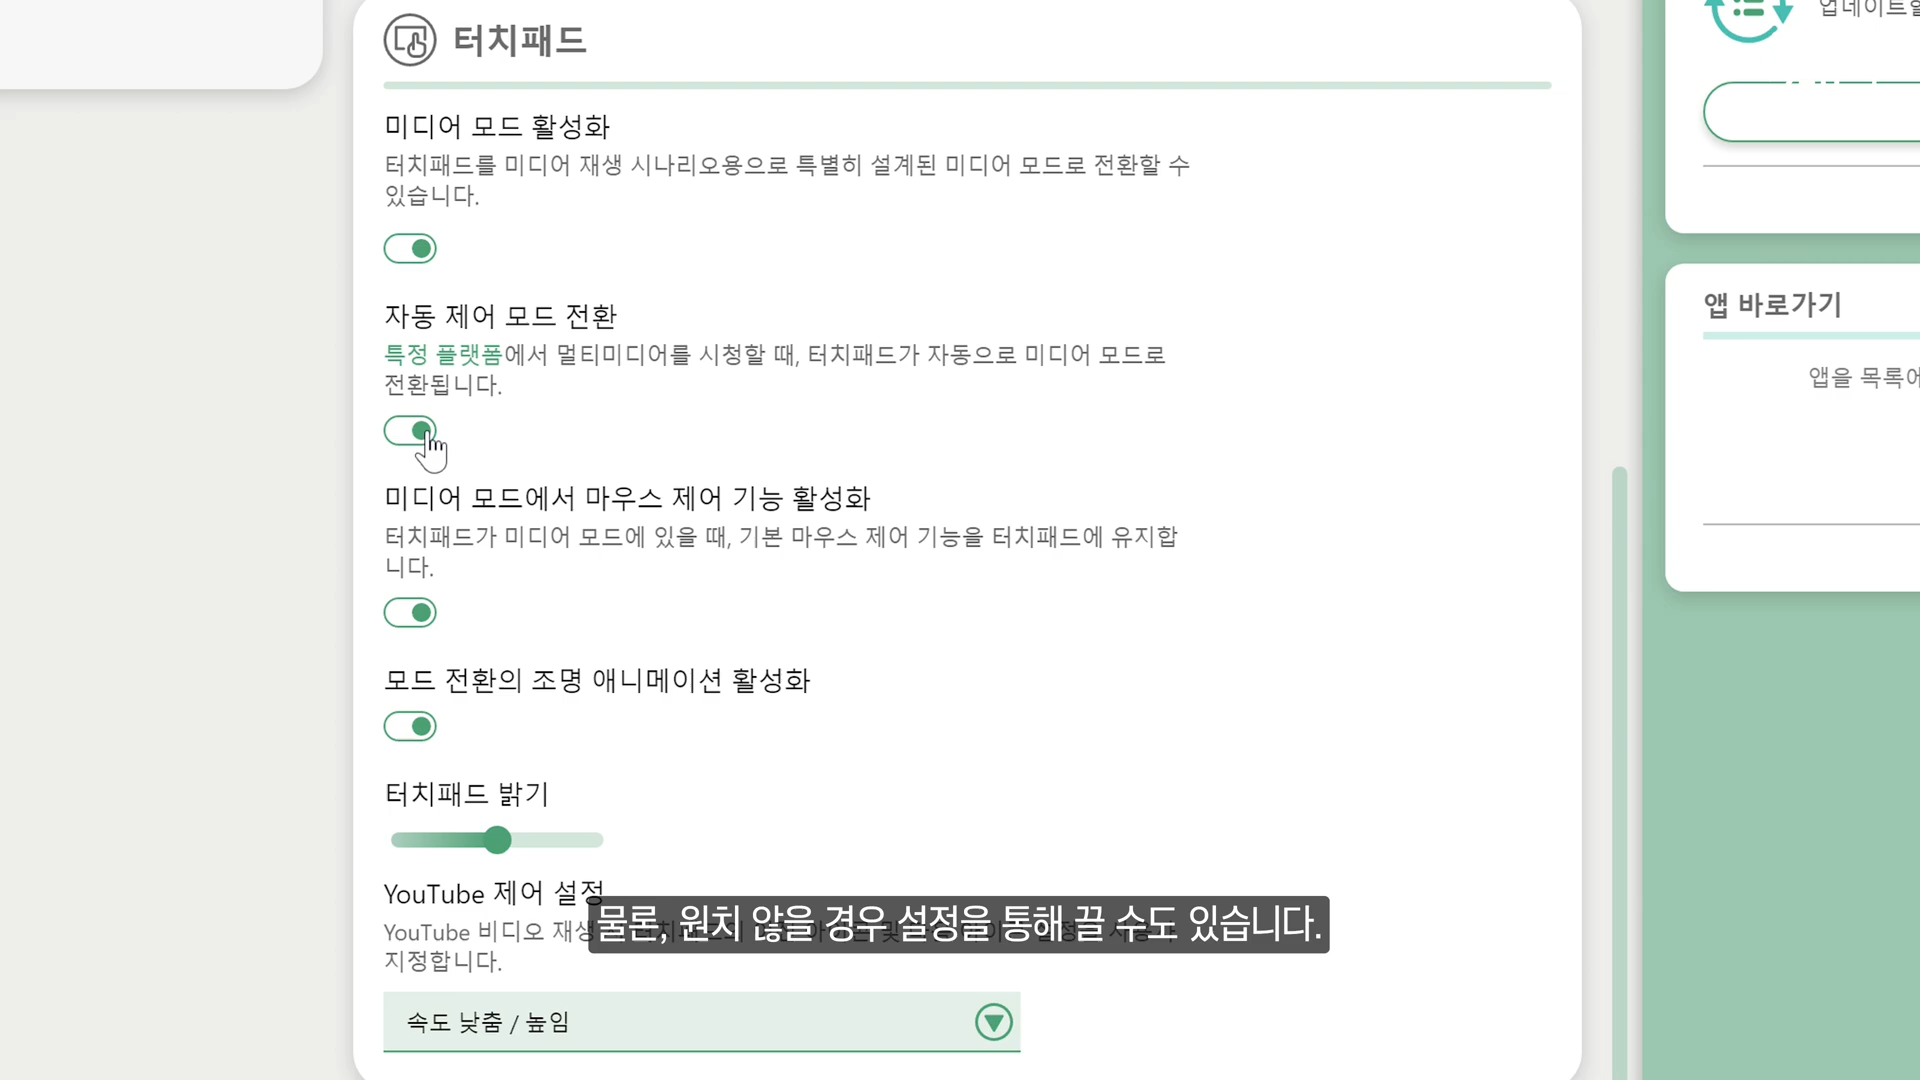 터치패드
미디어 모드 활성화
터치패드를 미디어 재생 시나리오용으로 특별히 설계된 미디어 모드로 전환할 수
있습니다.
자동 제어 모드 전환
특정 플랫폼에서 멀티미디어를 시청할 때, 터치패드가 자동으로 미디어 모드로
전환됩니다.
미디어 모드에서 마우스 제어 기능 활성화
터치패드가 미디어 모드에 있을 때, 기본 마우스 제어 기능을 터치패드에 유지합
니다.
모드 전환의 조명 애니메이션 활성화
터치패드 밝기
YouTube 제어 설정
YouTube 비디오 재생
지정합니다.
물론, 원치 않을 경우 설정을 통해 끌 수도 있습니다.
속도 낮춤 / 높임
앱 바로가기
앱을 목록에